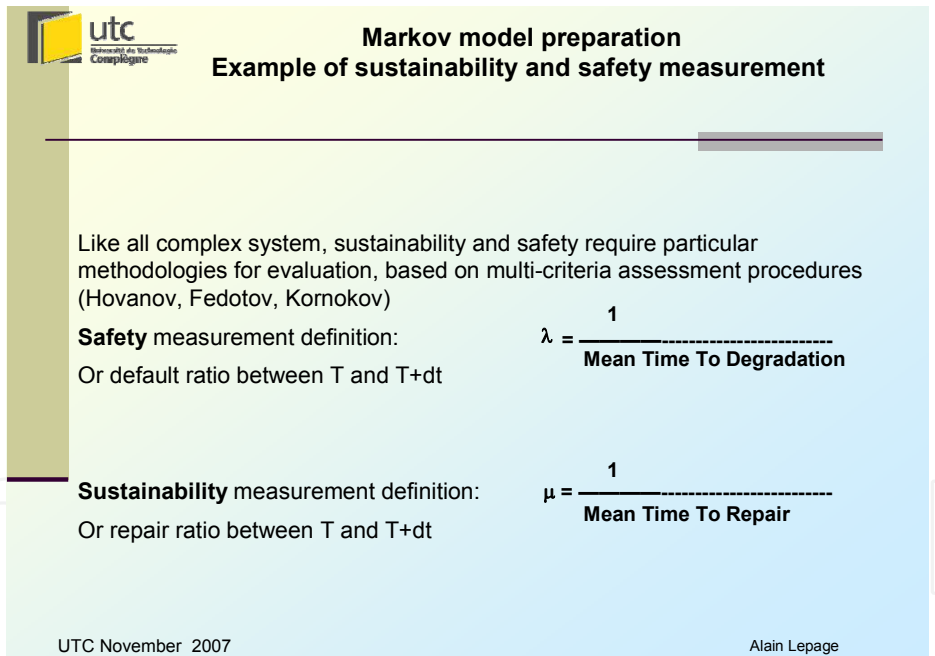 utc
Université de Technologie
Compiègne
Markov model preparation
Example of sustainability and safety measurement
Like all complex system, sustainability and safety require particular
methodologies for evaluation, based on multi-criteria assessment procedures
(Hovanov, Fedotov, Kornokov)
Safety measurement definition:
Or default ratio between T and T+dt
1
λ = ———-------------------------
Mean Time To Degradation
Sustainability measurement definition:
Or repair ratio between T and T+dt
1
μ = ———-------------------------
Mean Time To Repair
UTC November 2007
Alain Lepage